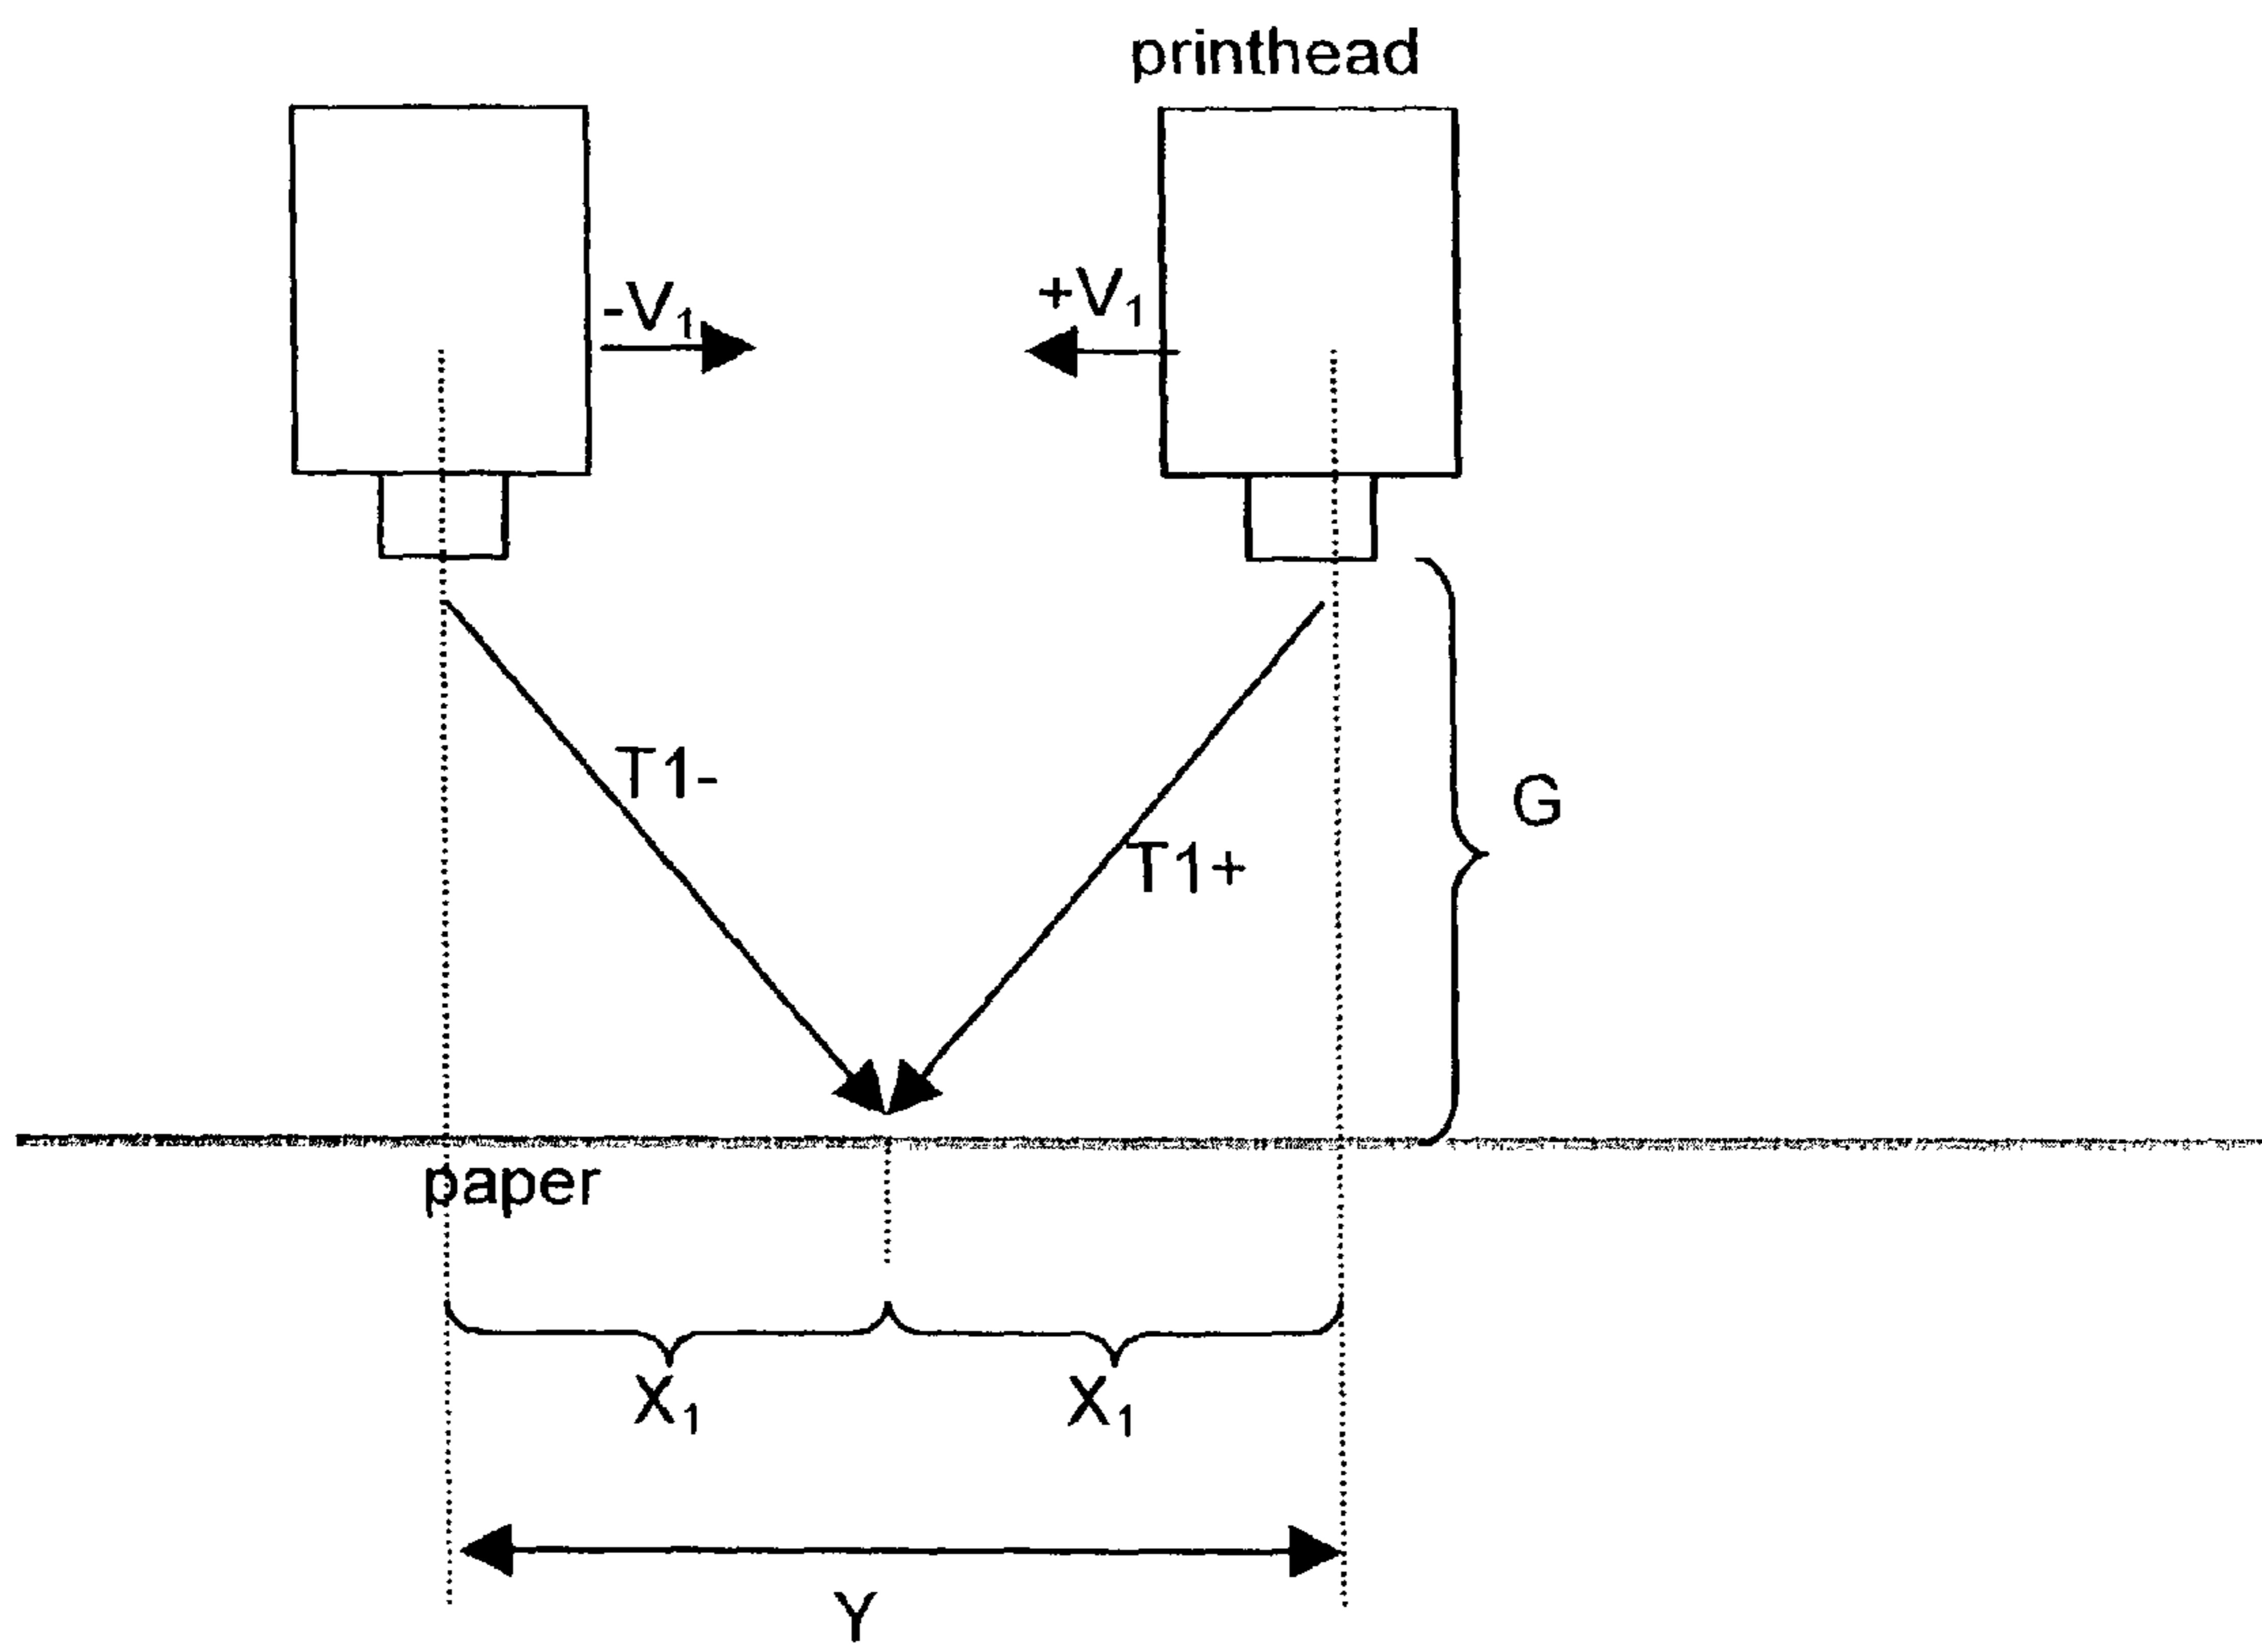 printhead
-V₁
+V₁
T1-
T1+
G
paper
X₁
X₁
Y